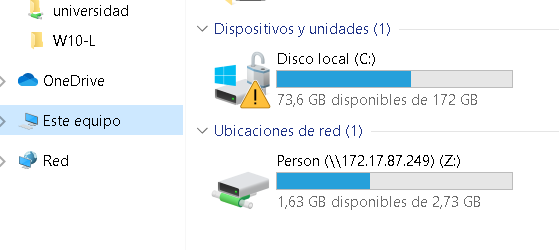 universidad
W10-L
OneDrive
Este equipo
Red
Dispositivos y unidades (1)
Disco local (C:)
73,6 GB disponibles de 172 GB
Ubicaciones de red (1)
Person (\\172.17.87.249) (Z:)
1,63 GB disponibles de 2,73 GB